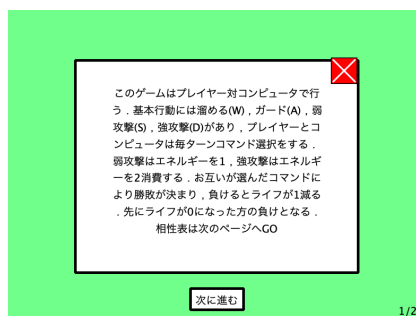 このゲームはプレイヤー対コンピュータで行
う．基本行動には溜める(W)，ガード(A)，弱
攻撃(S)，強攻撃(D)があり，プレイヤーとコ
ンピュータは毎ターンコマンド選択をする．
弱攻撃はエネルギーを1，強攻撃はエネルギ
ーを2消費する．お互いが選んだコマンドに
より勝敗が決まり，負けるとライフが1減る
．先にライフが0になった方の負けとなる．
相性表は次のページへGO
次に進む
1/2